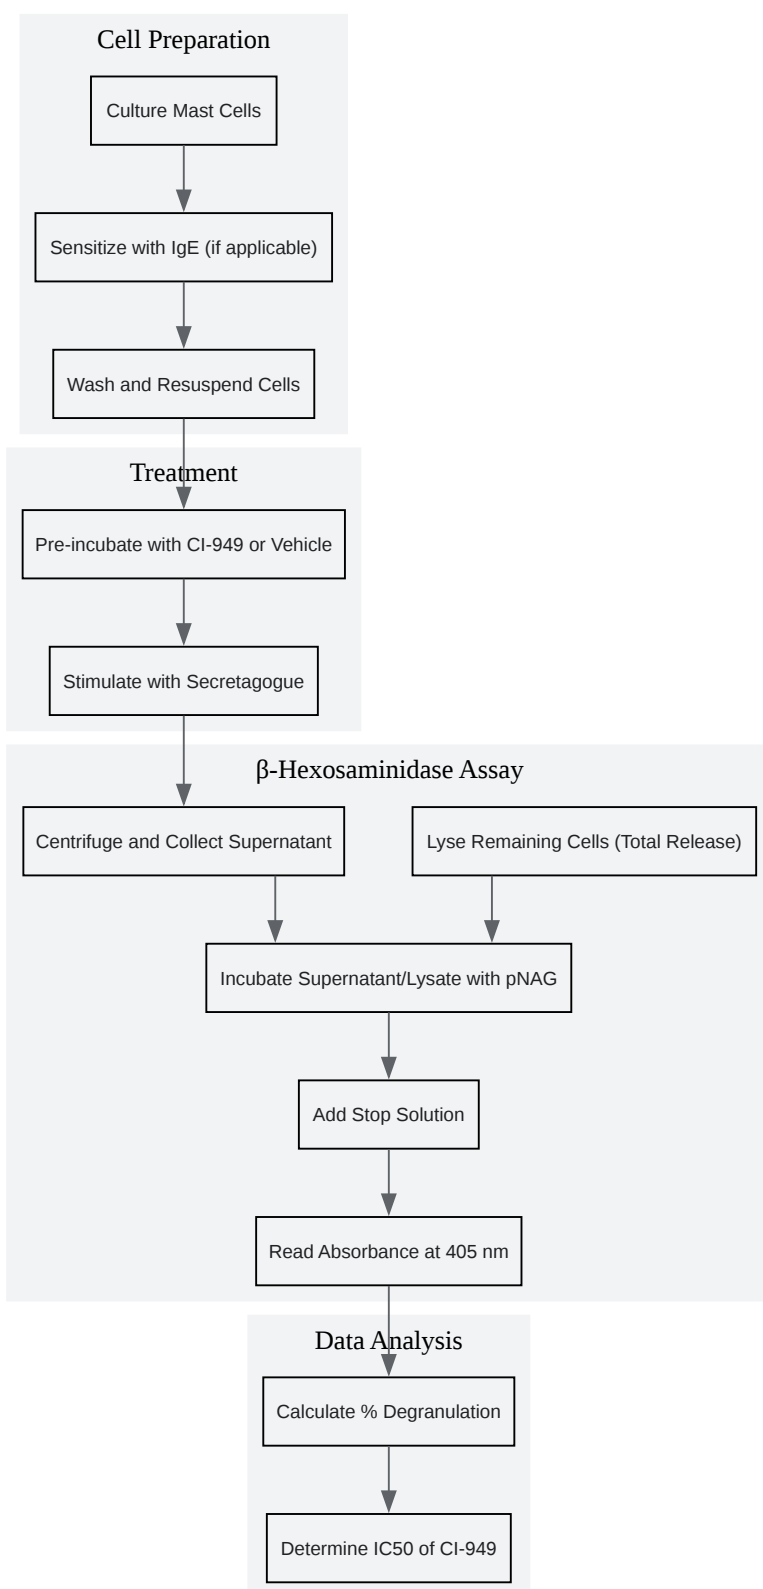 Cell Preparation
Culture Mast Cells
Sensitize with IgE (if applicable)
Wash and Resuspend Cells
Treatment
Pre-incubate with CI-949 or Vehicle
Stimulate with Secretagogue
β-Hexosaminidase Assay
Centrifuge and Collect Supernatant
Lyse Remaining Cells (Total Release)
Incubate Supernatant/Lysate with pNAG
Add Stop Solution
Read Absorbance at 405 nm
Data Analysis
Calculate % Degranulation
Determine IC50 of CI-949